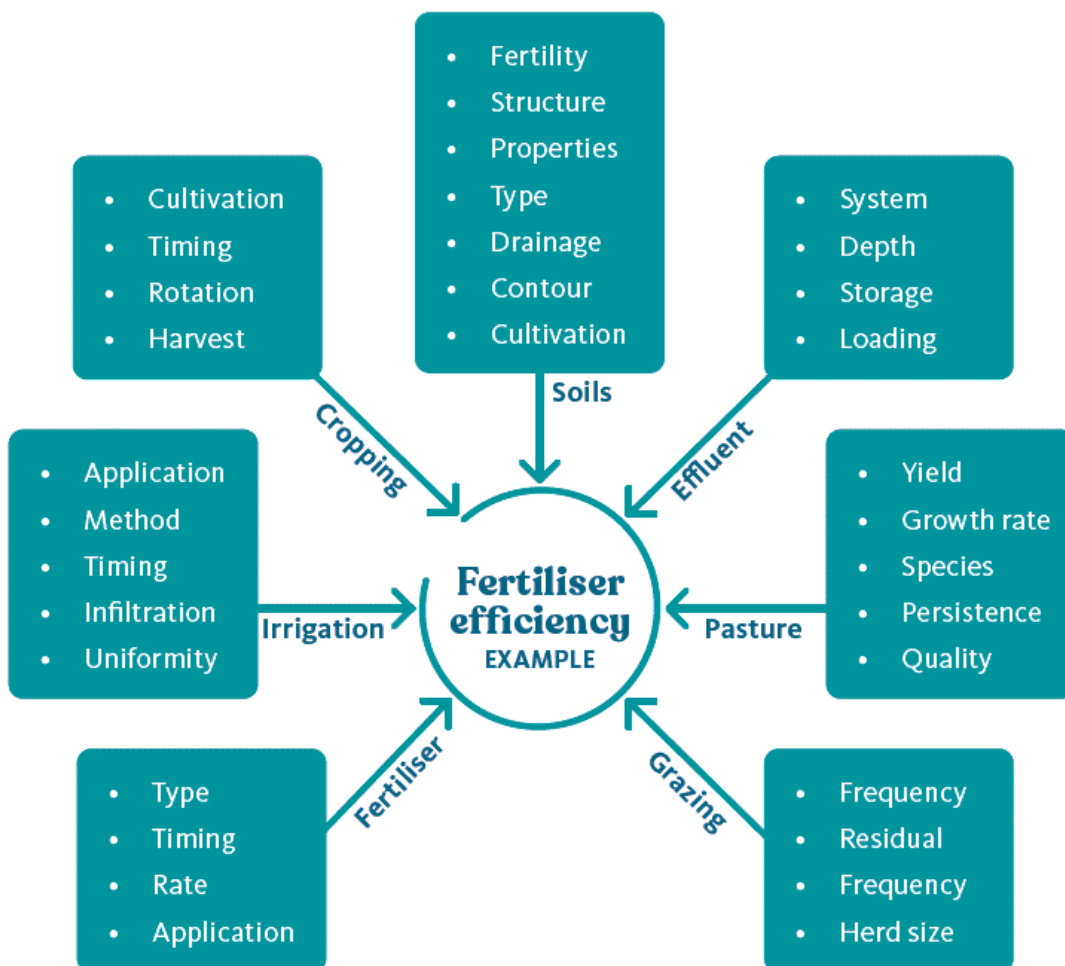 • Fertility
• Structure
• Properties
• Type
• Drainage
• Contour
• Cultivation
Soils
• Cultivation
• Timing
• Rotation
• Harvest
Cropping
• System
• Depth
• Storage
• Loading
Effluent
• Application
• Method
• Timing
• Infiltration
• Uniformity
Irrigation
Fertiliser
efficiency
EXAMPLE
• Yield
• Growth rate
• Species
• Persistence
• Quality
Pasture
• Type
• Timing
• Rate
• Application
Fertiliser
• Frequency
• Residual
• Frequency
• Herd size
Grazing